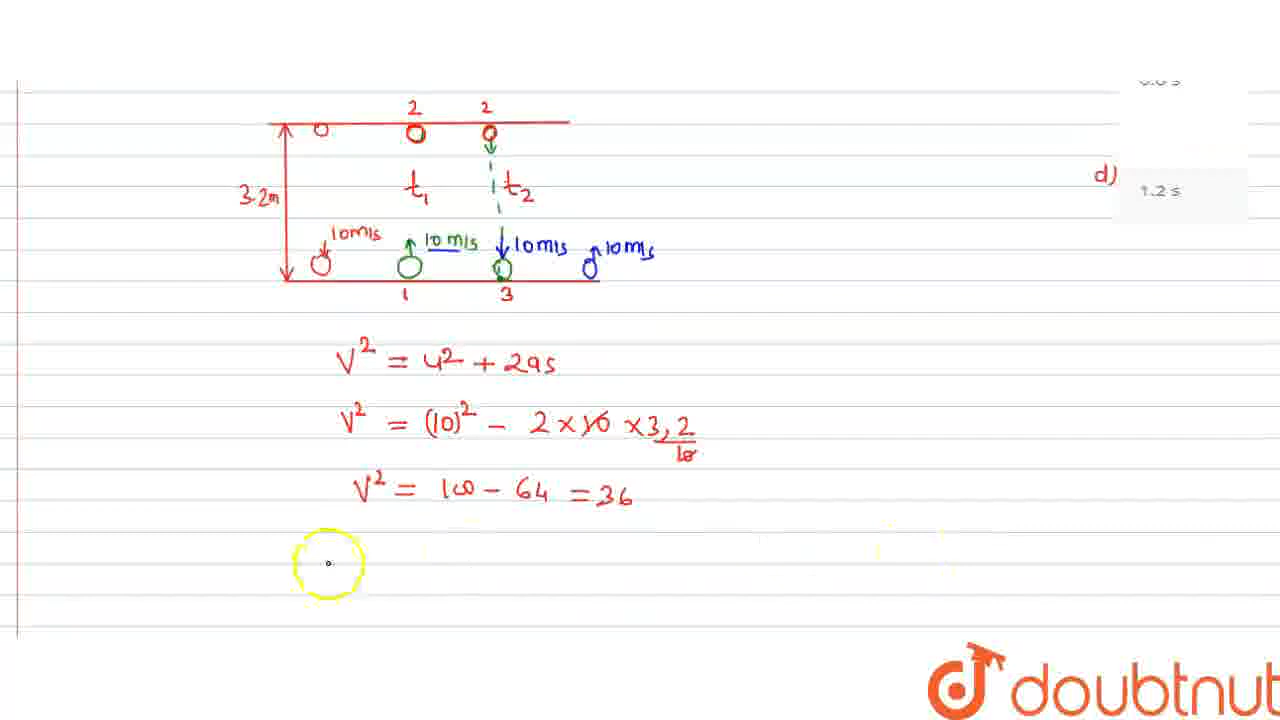 2 2
3.2m t₁ t₂
10m/s 10m/s 10m/s 10m/s
1 3
V² = u² + 2as
V² = (10)² - 2 × 10 × 3,2
10
V² = 100 - 64 = 36
d)
1.2 s
doubtnut